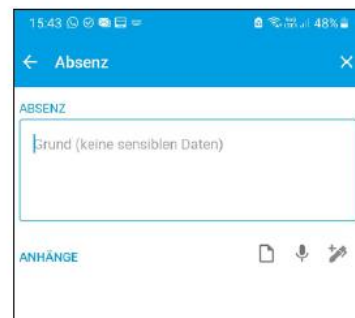 15:43 48%
Absenz
ABSENZ
Grund (keine sensiblen Daten)
ANHÄNGE